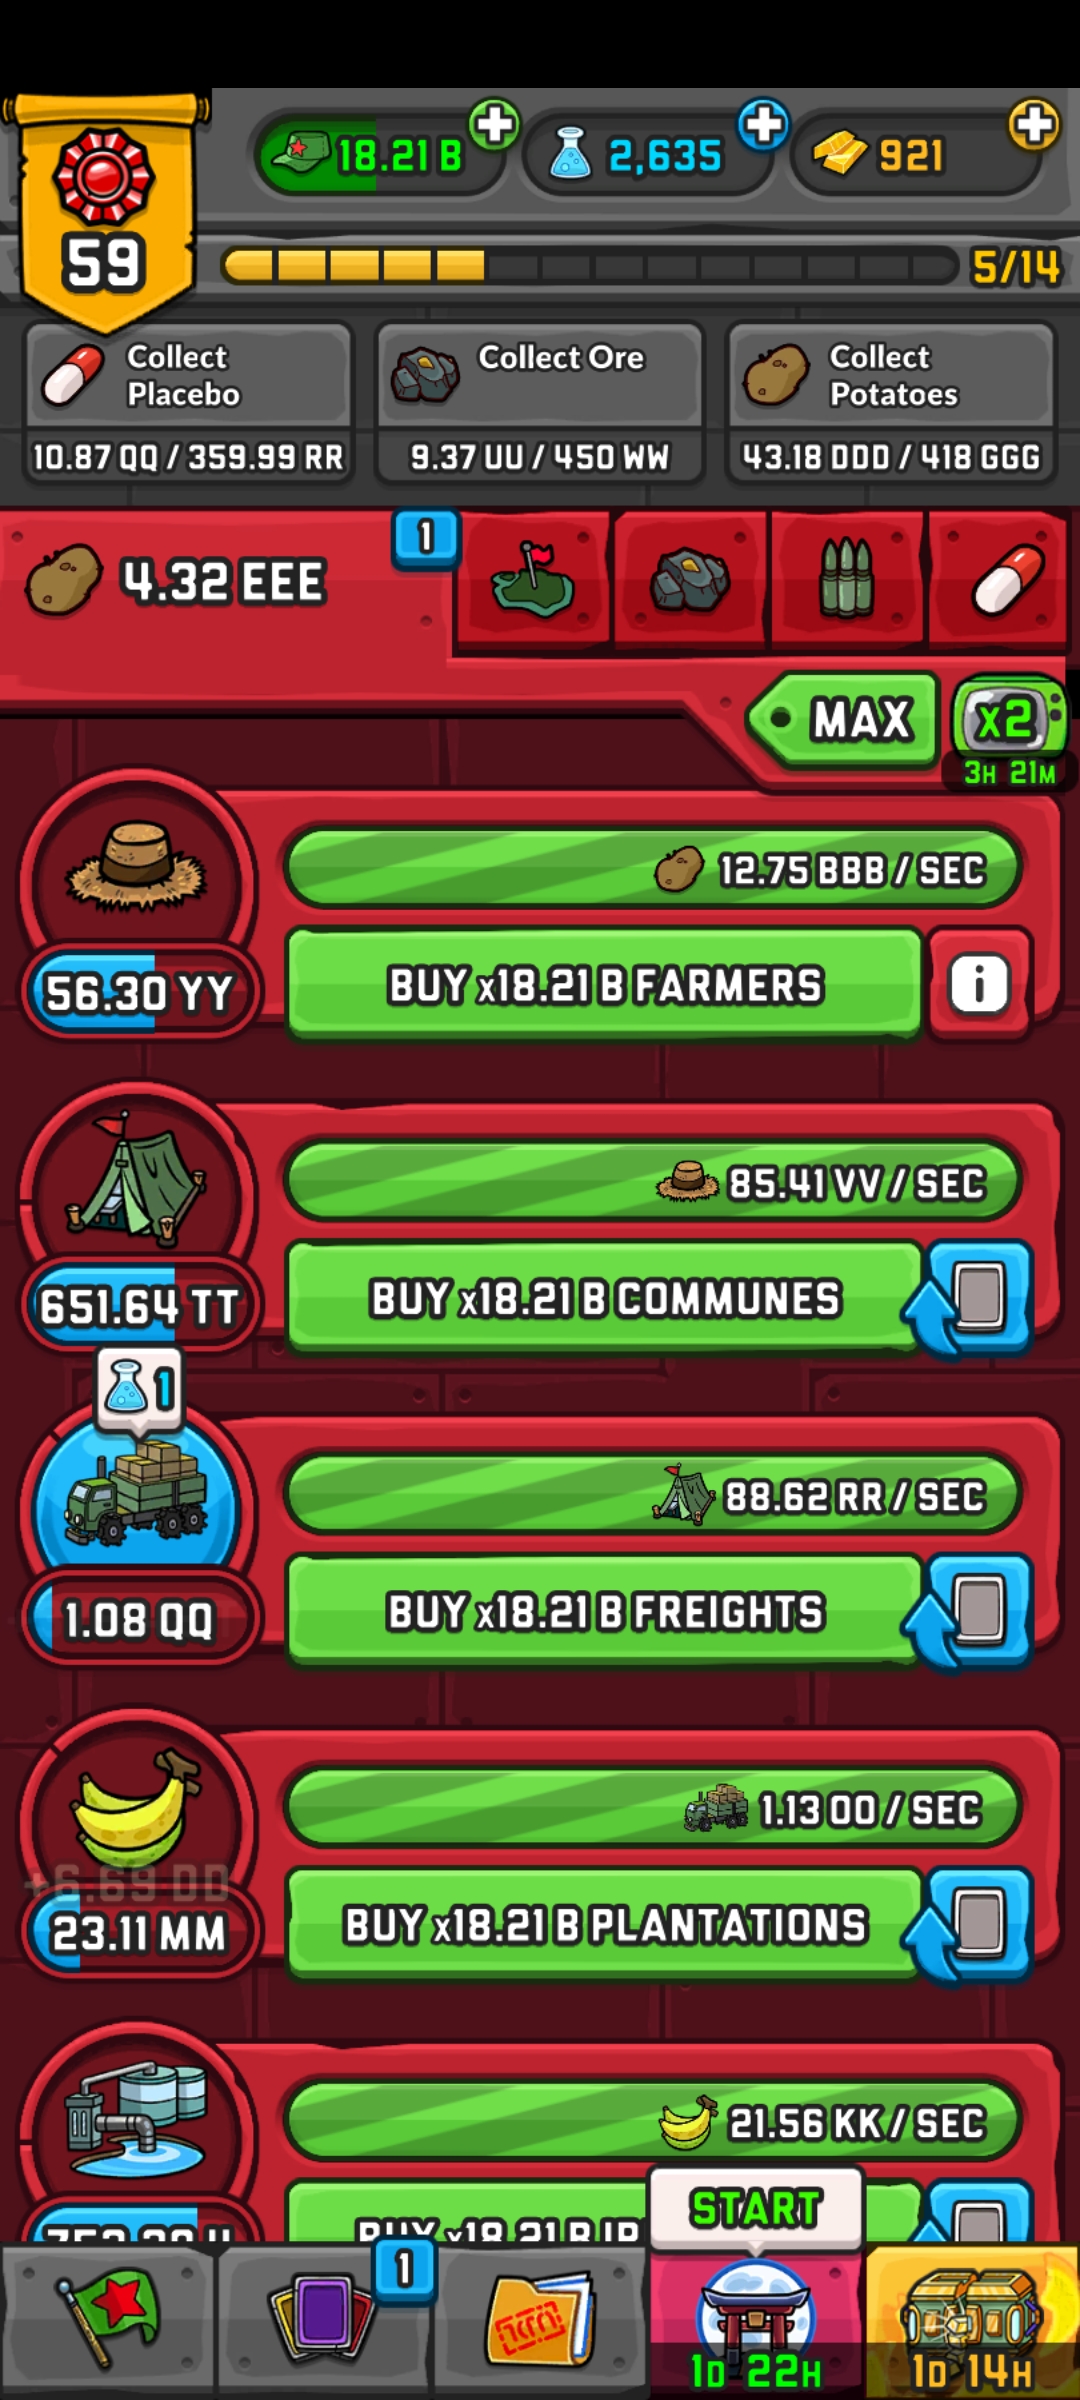 18.21 B
2,635
921
59
5/14
Collect
Placebo
10.87 QQ / 359.99 RR
Collect Ore
9.37 UU / 450 WW
Collect
Potatoes
43.18 DDD / 418 GGG
4.32 EEE
1
MAX
x2
3H 21M
12.75 BBB / SEC
56.30 YY
BUY x18.21 B FARMERS
i
85.41 VV / SEC
651.64 TT
BUY x18.21 B COMMUNES
1
88.62 RR / SEC
1.08 QQ
BUY x18.21 B FREIGHTS
1.13 OO / SEC
+6.69 DD
23.11 MM
BUY x18.21 B PLANTATIONS
21.56 KK / SEC
BUY x18.21 B
START
1
1D 22H
1D 14H